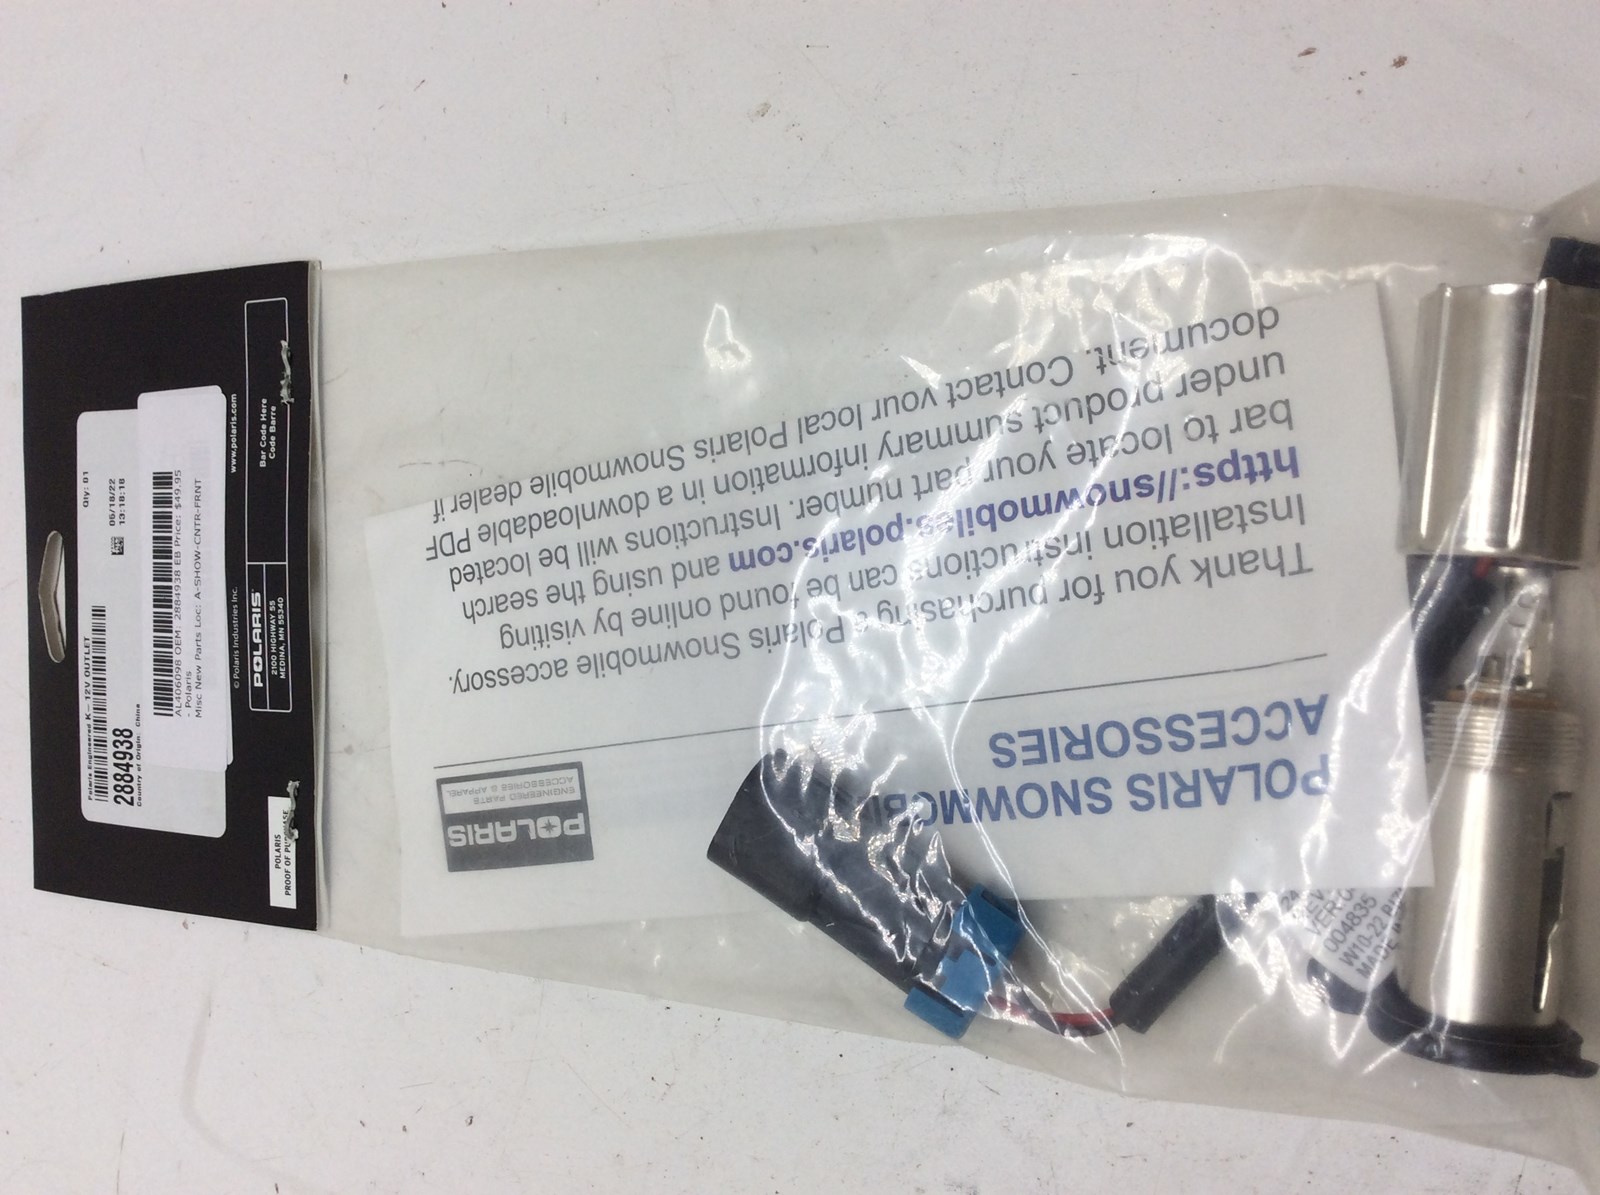 Polaris Engineered K-12V OUTLET
Qty: 01
2884938
05/18/22
13:18:18
Country of Origin: China
AL406098 OEM: 2884938 EB Price: $49.95
- Polaris
Misc New Parts Loc: A-SHOW-CNTR-FRNT
© Polaris Industries Inc.
www.polaris.com
POLARIS
2100 HIGHWAY 55
MEDINA, MN 55340
Bar Code Here
Code Barre
POLARIS
PROOF OF
POLARIS SNOWMOBILE
ACCESSORIES
POLARIS
ENGINEERED PARTS
ACCESSORIES & APPAREL
Thank you for purchasing a Polaris Snowmobile accessory.
Installation instructions can be found online by visiting
https://snowmobiles.polaris.com and using the search
bar to locate your part number. Instructions will be located
under product summary information in a downloadable PDF
document. Contact your local Polaris Snowmobile dealer if
004835
W10-22
MADE